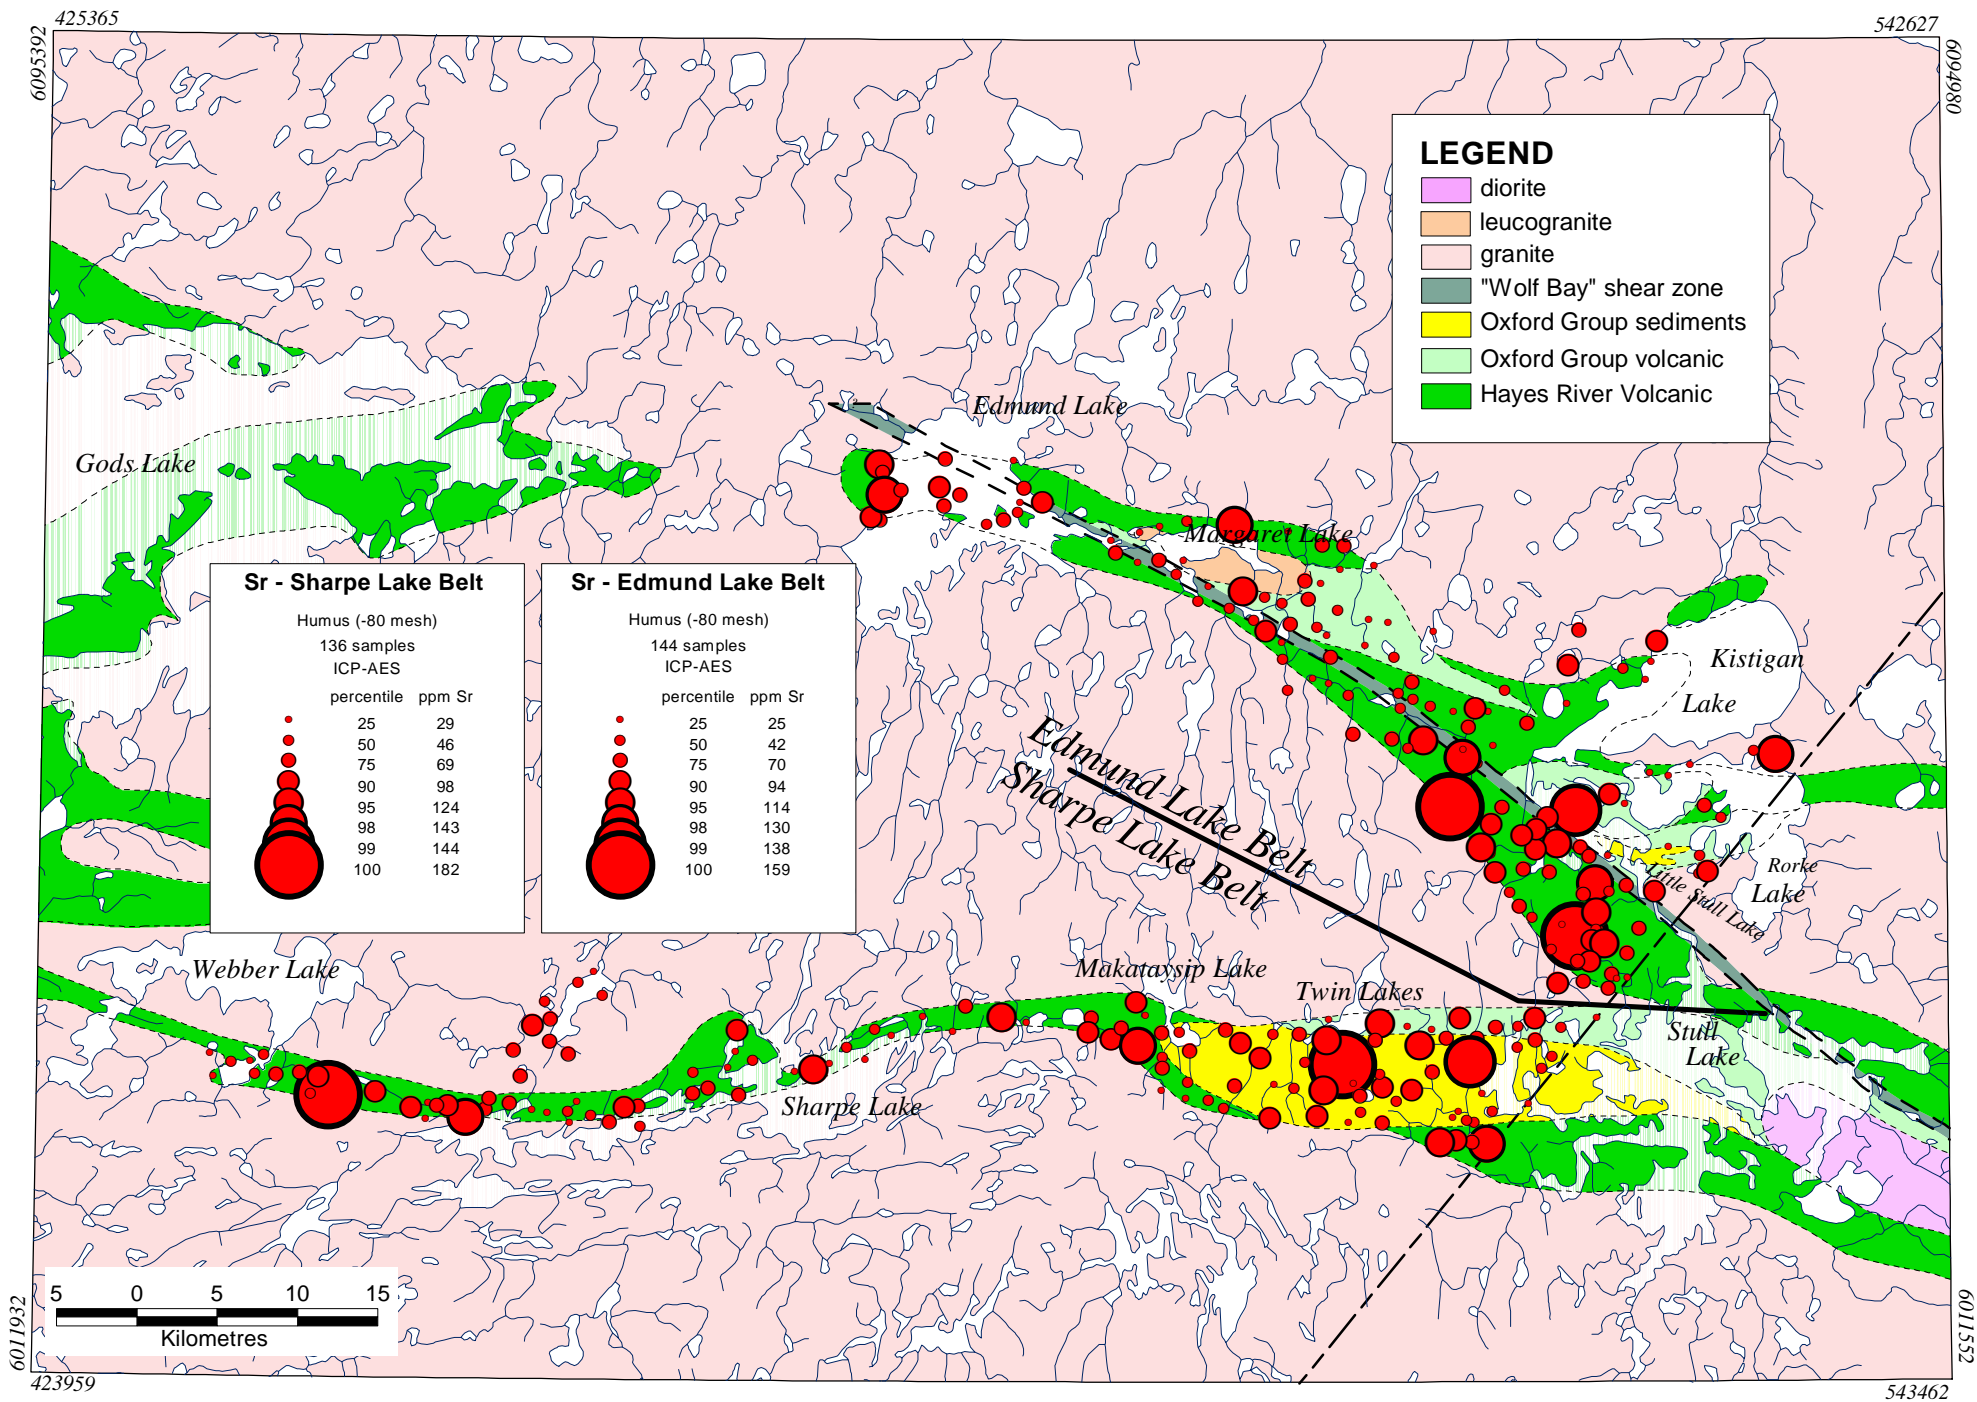 425365
542627
6095392
6094980
LEGEND
diorite
leucogranite
granite
"Wolf Bay" shear zone
Oxford Group sediments
Oxford Group volcanic
Hayes River Volcanic
Edmund Lake
Gods Lake
Margaret Lake
Kistigan
Lake
Sr - Sharpe Lake Belt
Humus (-80 mesh)
136 samples
ICP-AES
percentile ppm Sr
25 29
50 46
75 69
90 98
95 124
98 143
99 144
100 182
Sr - Edmund Lake Belt
Humus (-80 mesh)
144 samples
ICP-AES
percentile ppm Sr
25 25
50 42
75 70
90 94
95 114
98 130
99 138
100 159
Edmund Lake Belt
Sharpe Lake Belt
Rorke
Lake
Little Stull Lake
Webber Lake
Makataysip Lake
Twin Lakes
Stull
Lake
Sharpe Lake
5 0 5 10 15
Kilometres
6011932
6011552
423959
543462